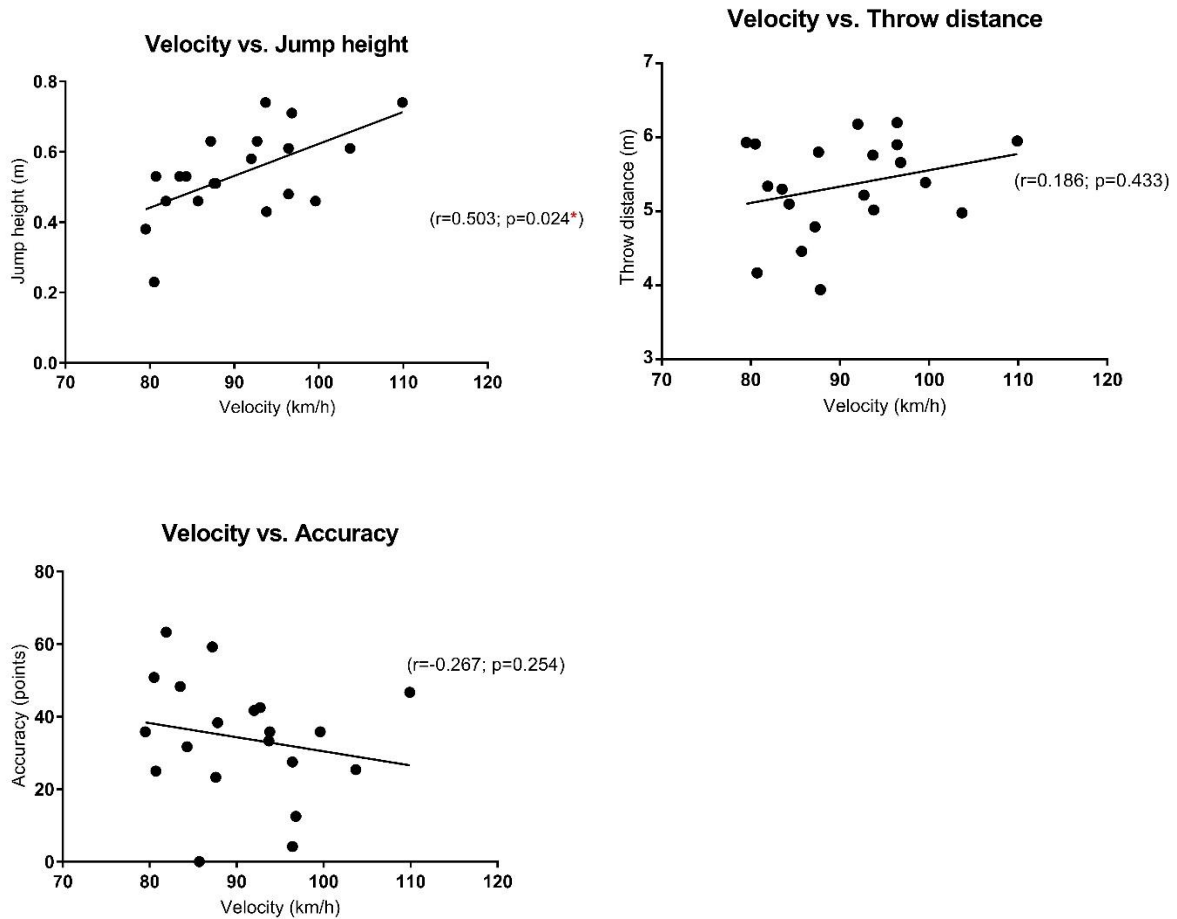 Velocity vs. Jump height
0.8
0.6
0.4
0.2
0.0
Jump height (m)
(r=0.503; p=0.024*)
70 80 90 100 110 120
Velocity (km/h)
Velocity vs. Throw distance
7
6
5
4
3
Throw distance (m)
(r=0.186; p=0.433)
70 80 90 100 110 120
Velocity (km/h)
Velocity vs. Accuracy
80
60
40
20
0
Accuracy (points)
(r=-0.267; p=0.254)
70 80 90 100 110 120
Velocity (km/h)